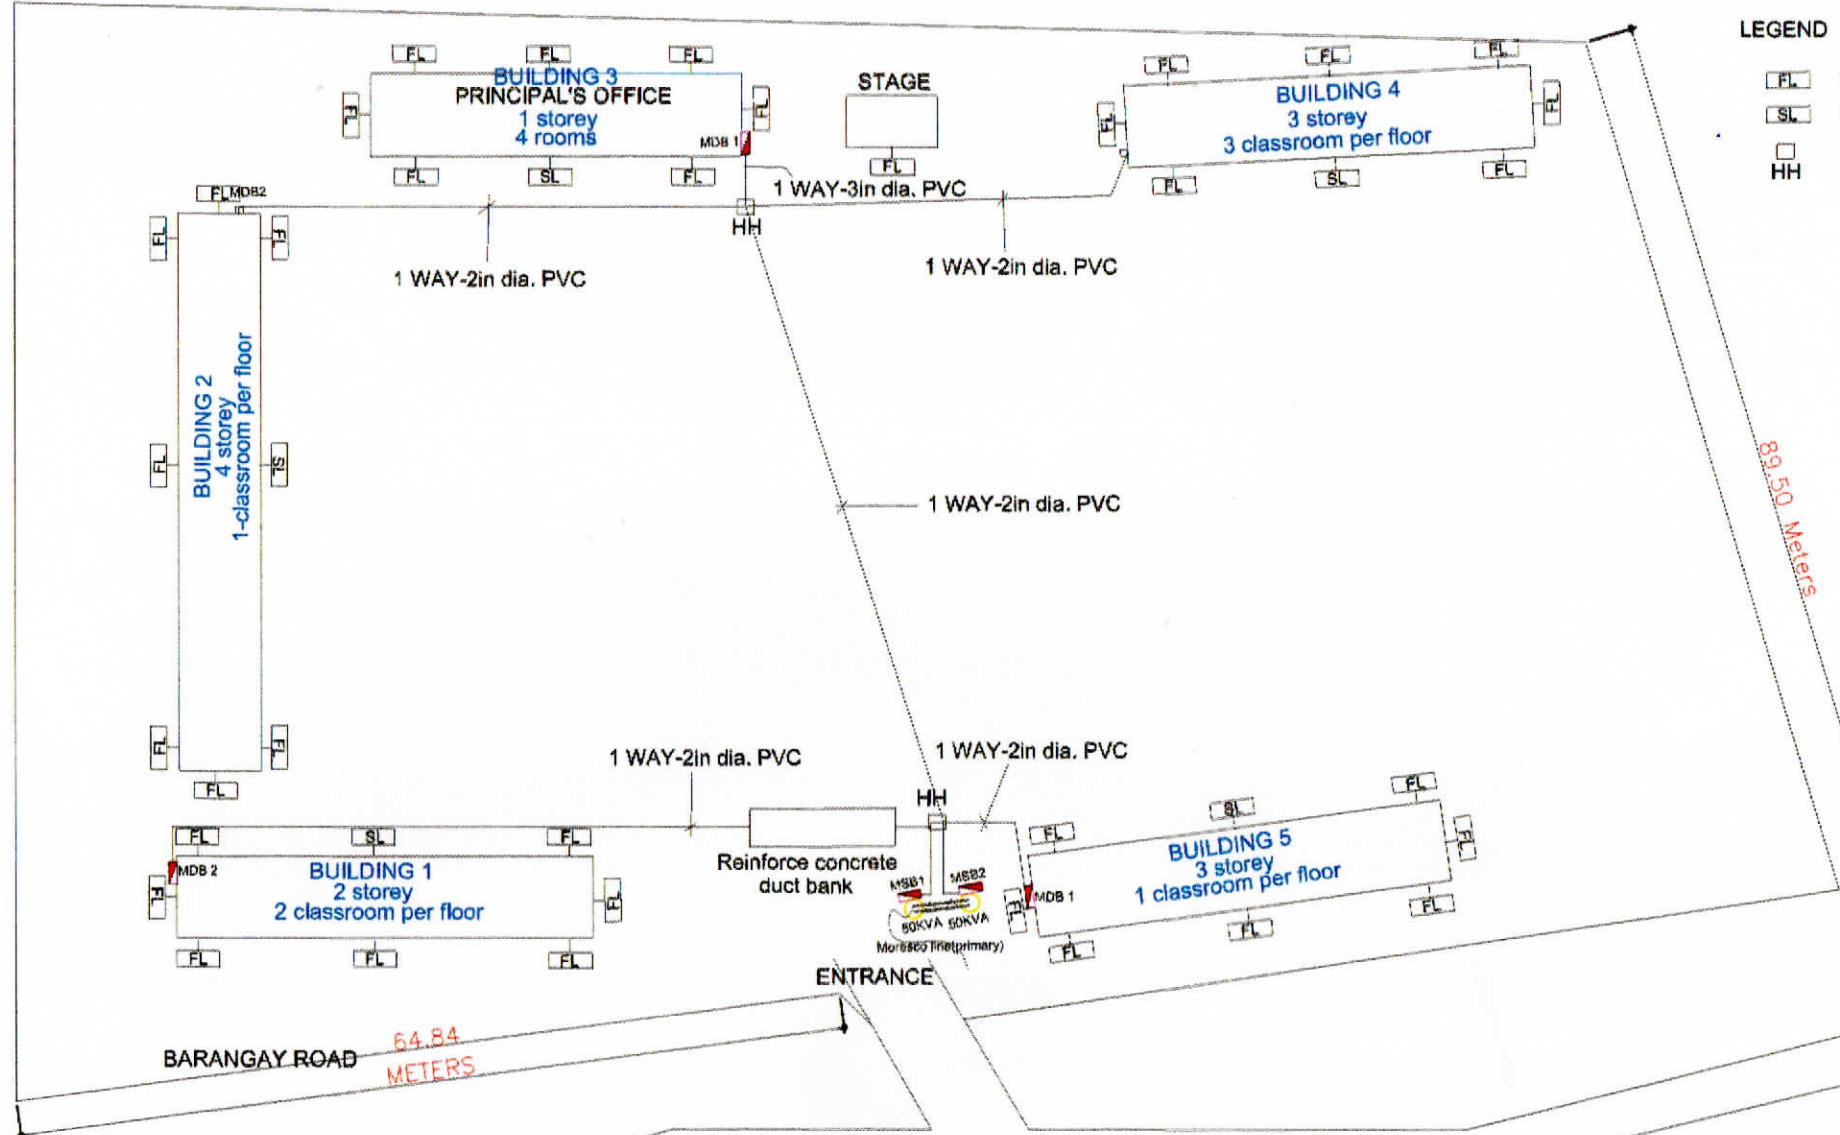 LEGEND
FL
SL
HH
FL
FL
FL
BUILDING 3
PRINCIPAL'S OFFICE
1 storey
4 rooms
FL
FL
MDB 1
FL
SL
FL
STAGE
FL
FL
FL
FL
BUILDING 4
3 storey
3 classroom per floor
FL
FL
FL
SL
FL
1 WAY-3in dia. PVC
HH
1 WAY-2in dia. PVC
1 WAY-2in dia. PVC
FL
MDB2
FL
FL
BUILDING 2
4 storey
1-classroom per floor
FL
SL
FL
FL
FL
1 WAY-2in dia. PVC
89.50 Meters
1 WAY-2in dia. PVC
1 WAY-2in dia. PVC
HH
FL
SL
FL
MDB 2
BUILDING 1
2 storey
2 classroom per floor
FL
FL
FL
FL
FL
Reinforce concrete
duct bank
MSB1
MSB2
50KVA
Moresco line(primary)
FL
SL
FL
BUILDING 5
3 storey
1 classroom per floor
MDB 1
FL
FL
FL
FL
FL
ENTRANCE
BARANGAY ROAD
64.84
METERS